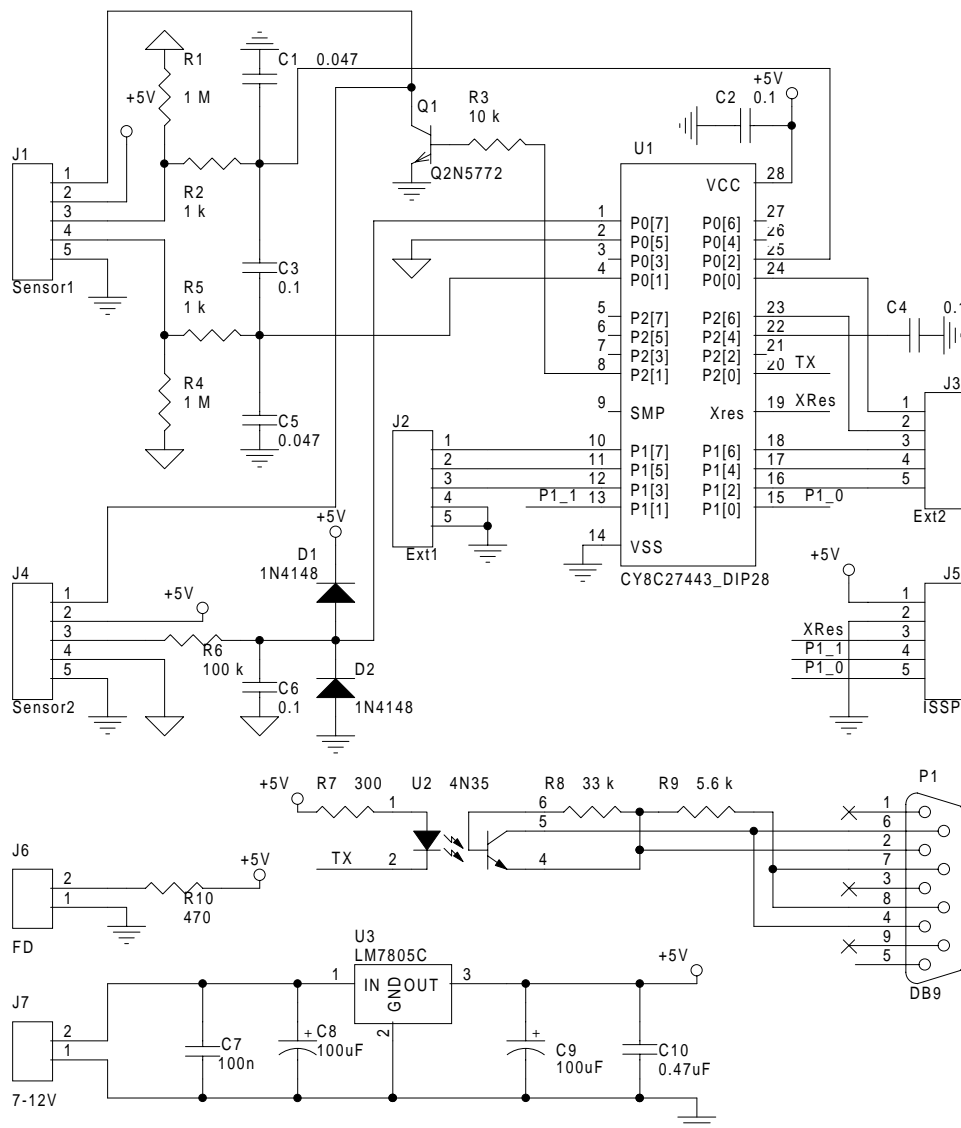 R1
1 M
C1
0.047
+5V
Q1
R3
10 k
Q2N5772
C2
+5V
0.1
U1
J1
1
2
3
4
5
Sensor1
R2
1 k
C3
0.1
R5
1 k
R4
1 M
C5
0.047
1
2
3
4
5
6
7
8
9
10
11
12
P1_1
13
14
P0[7]
P0[5]
P0[3]
P0[1]
P2[7]
P2[5]
P2[3]
P2[1]
SMP
P1[7]
P1[5]
P1[3]
P1[1]
VSS
VCC
P0[6]
P0[4]
P0[2]
P0[0]
P2[6]
P2[4]
P2[2]
P2[0]
Xres
P1[6]
P1[4]
P1[2]
P1[0]
28
27
26
25
24
23
22
21
20 TX
19 XRes
18
17
16
15 P1_0
CY8C27443_DIP28
C4
0.1
J3
1
2
3
4
5
Ext2
J2
1
2
3
4
5
Ext1
J4
1
2
3
4
5
Sensor2
+5V
R6
100 k
C6
0.1
+5V
D1
1N4148
D2
1N4148
+5V
J5
1
2
XRes 3
P1_1 4
P1_0 5
ISSP
+5V
R7 300
U2 4N35
1
TX 2
6
5
4
R8 33 k
R9 5.6 k
P1
1
6
2
7
3
8
4
9
5
DB9
J6
2
1
FD
R10
470
+5V
U3
LM7805C
1
IN
OUT
GND
2
3
+5V
J7
2
1
7-12V
C7
100n
+
C8
100uF
+
C9
100uF
C10
0.47uF